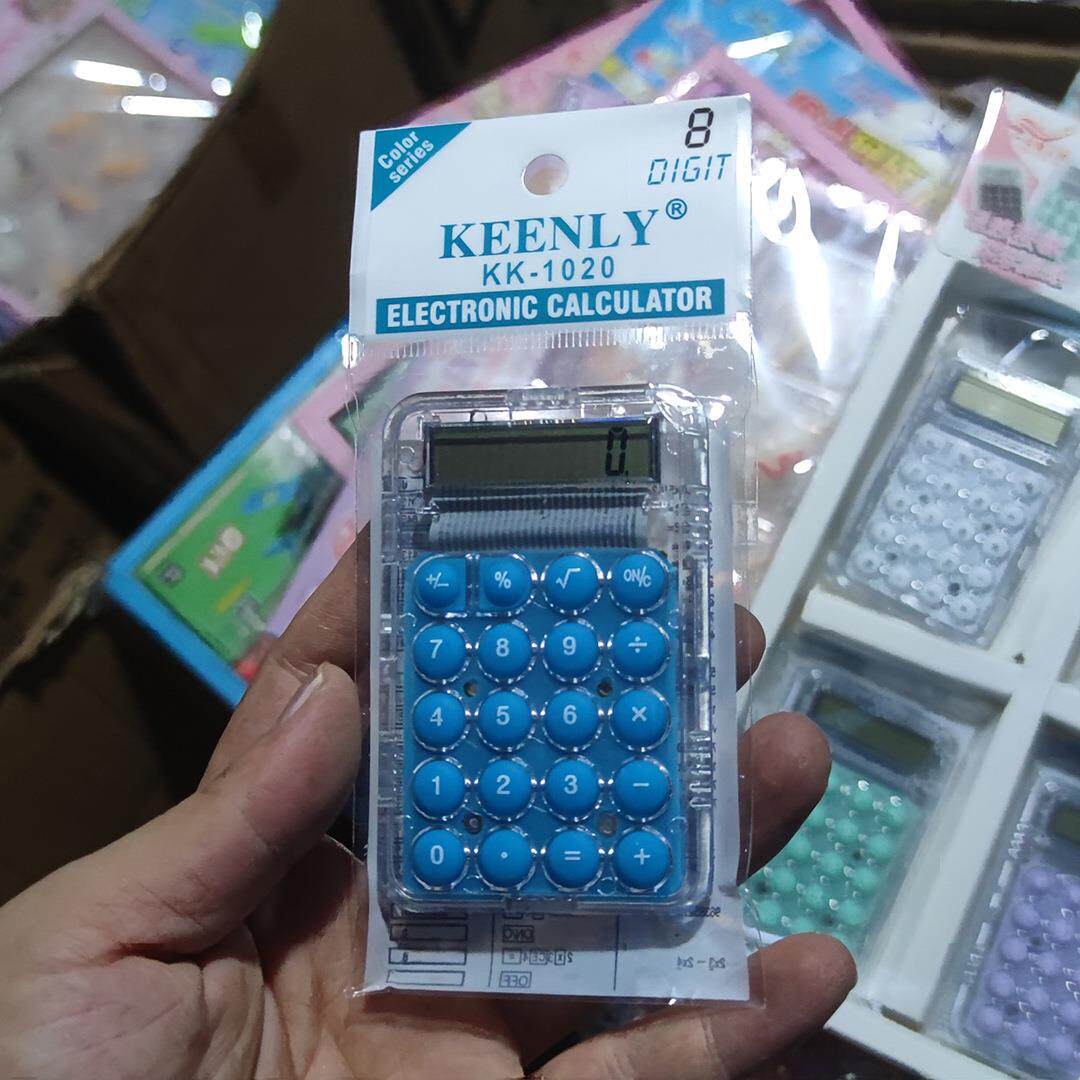 Color
series
8
DIGIT
KEENLY®
KK-1020
ELECTRONIC CALCULATOR
0.
+/− % √ ON/C
7 8 9 ÷
4 5 6 ×
1 2 3 −
0 · = +
OFF